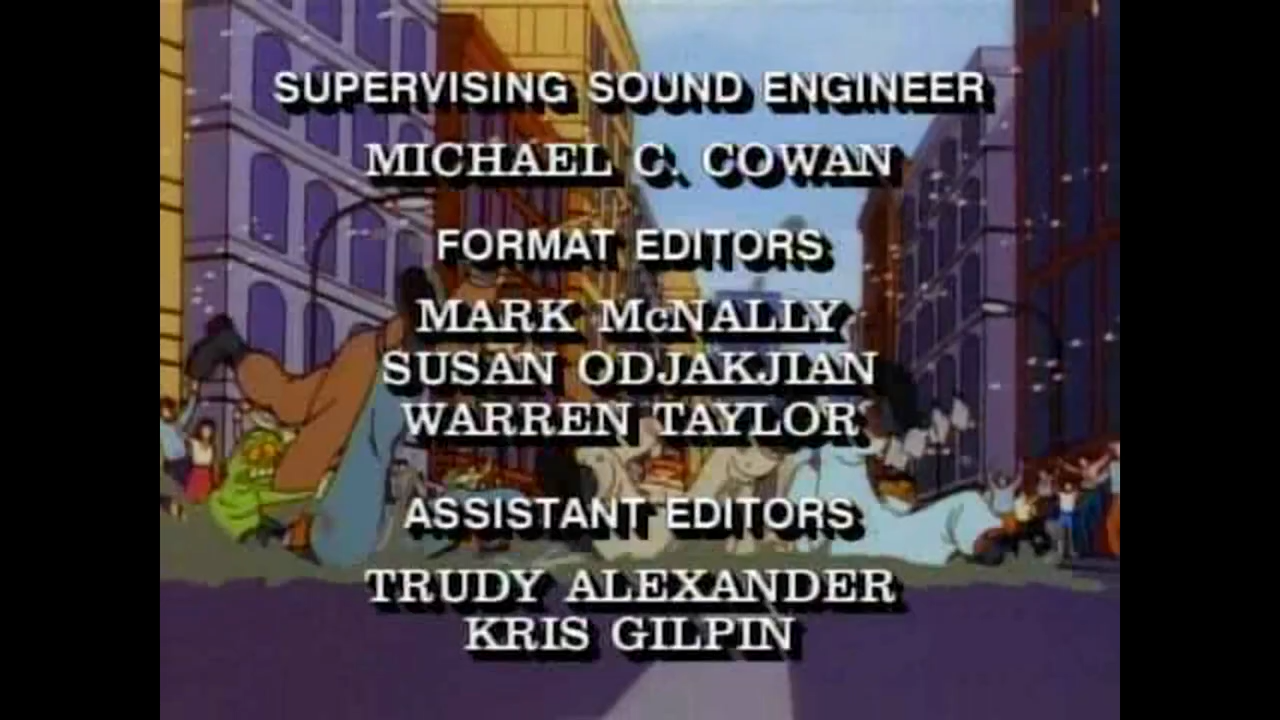 SUPERVISING SOUND ENGINEER
MICHAEL C. COWAN
FORMAT EDITORS
MARK McNALLY
SUSAN ODJAKJIAN
WARREN TAYLOR
ASSISTANT EDITORS
TRUDY ALEXANDER
KRIS GILPIN